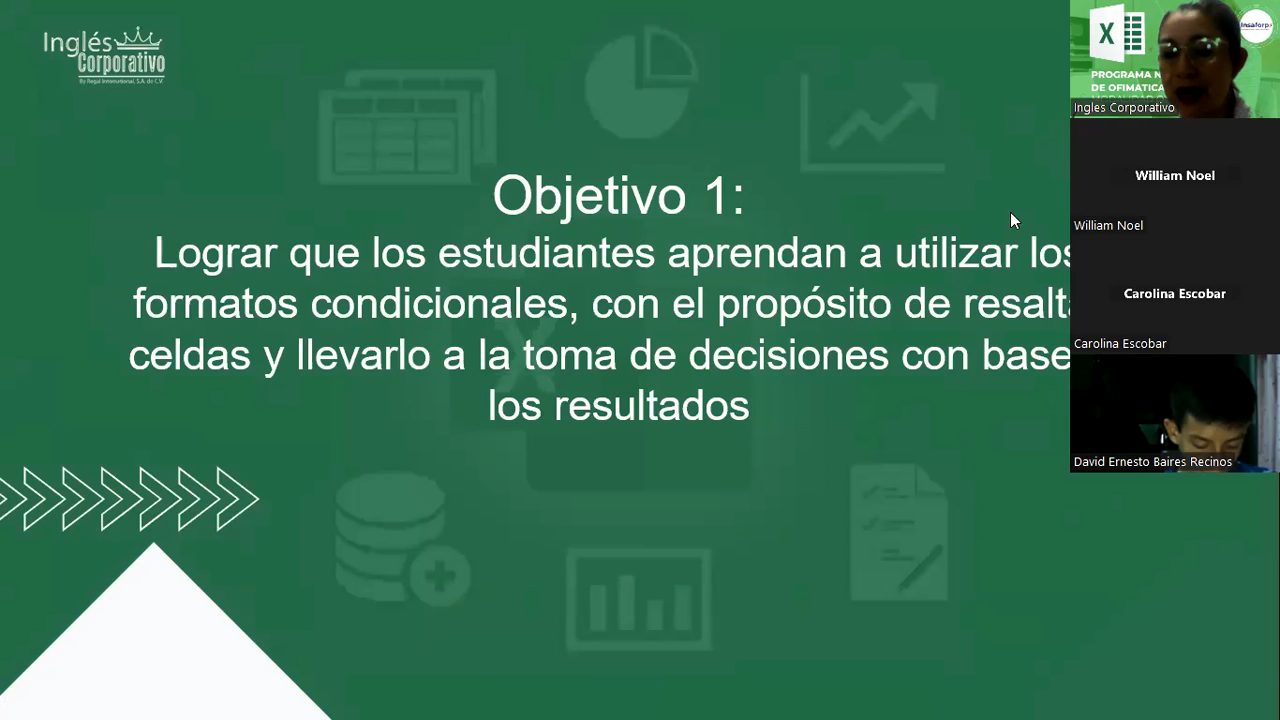 Inglés
Corporativo
By Regal International, S.A. de C.V.
Objetivo 1:
Lograr que los estudiantes aprendan a utilizar los
formatos condicionales, con el propósito de resalta
celdas y llevarlo a la toma de decisiones con base
los resultados
X
Insaforp
PROGRAMA N
DE OFIMÁTICA
Ingles Corporativo
William Noel
William Noel
Carolina Escobar
Carolina Escobar
David Ernesto Baires Recinos